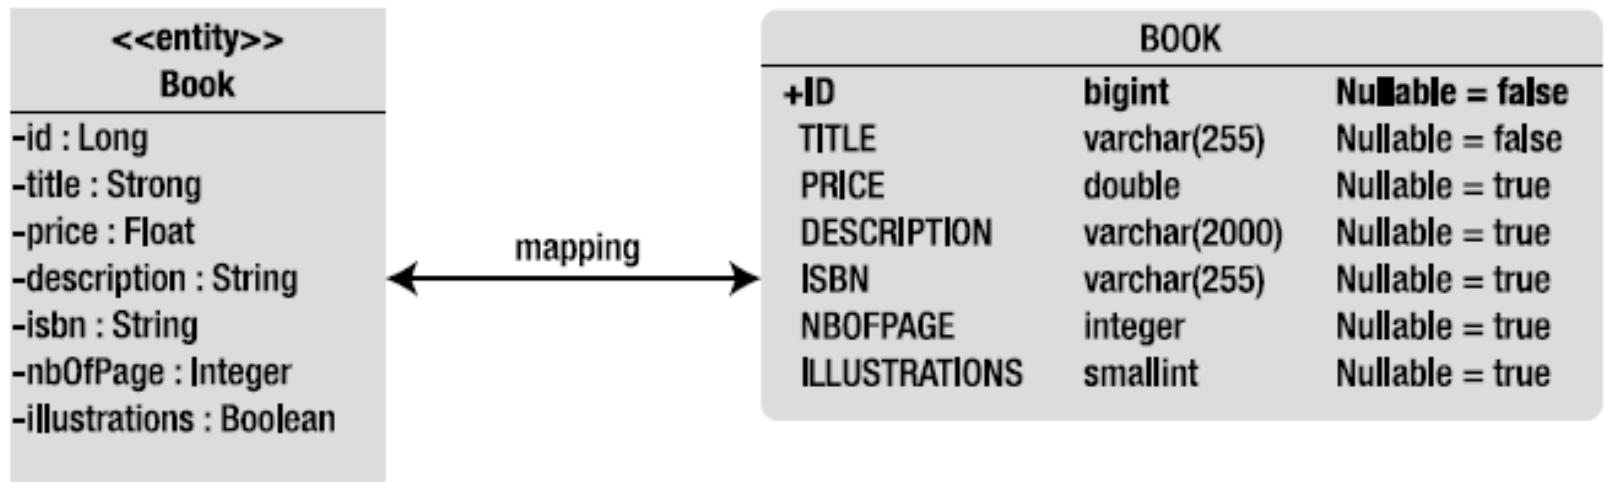 <<entity>>
Book
-id : Long
-title : Strong
-price : Float
-description : String
-isbn : String
-nbOfPage : Integer
-illustrations : Boolean
mapping
BOOK
+ID bigint Nullable = false
TITLE varchar(255) Nullable = false
PRICE double Nullable = true
DESCRIPTION varchar(2000) Nullable = true
ISBN varchar(255) Nullable = true
NBOFPAGE integer Nullable = true
ILLUSTRATIONS smallint Nullable = true